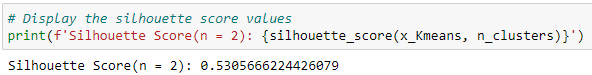 # Display the silhouette score values
print(f'Silhouette Score(n = 2): {silhouette_score(x_Kmeans, n_clusters)}')
Silhouette Score(n = 2): 0.5305666224426079